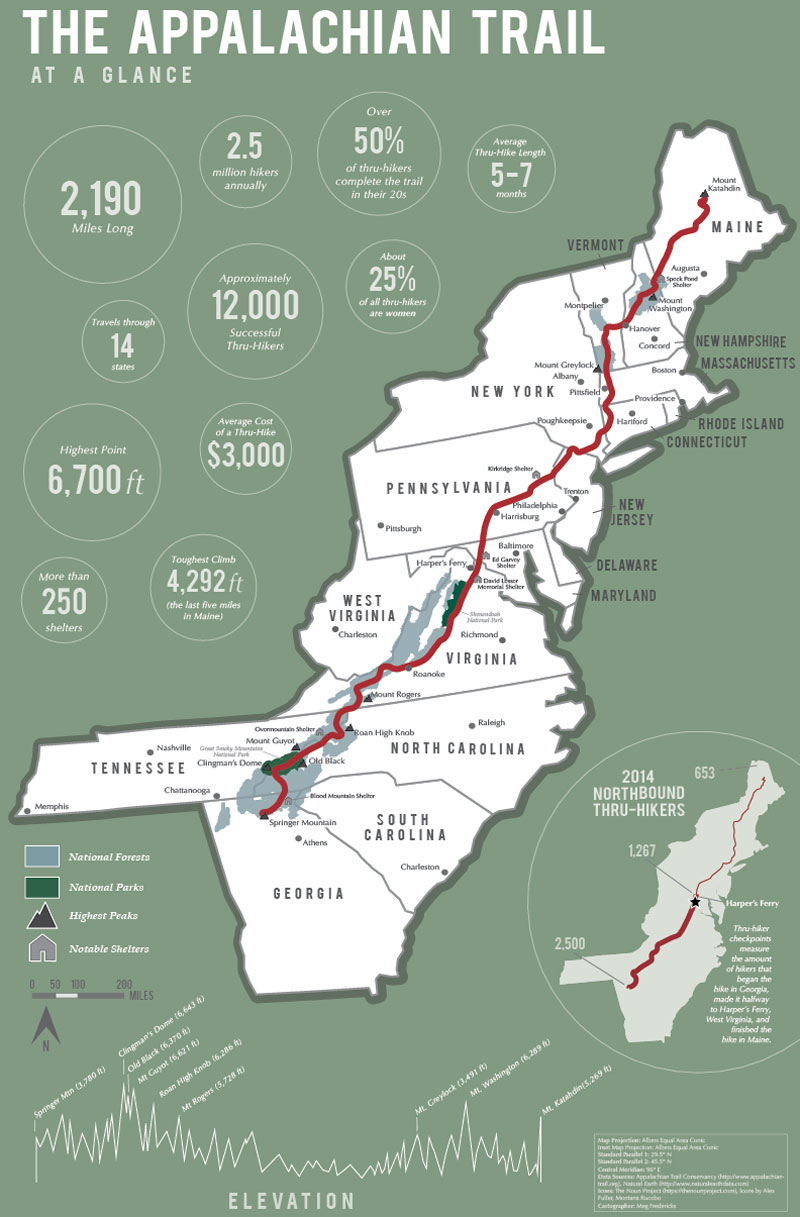 THE APPALACHIAN TRAIL
AT A GLANCE
2,190
Miles Long
2.5
million hikers
annually
Over
50%
of thru-hikers
complete the trail
in their 20s
Average
Thru-Hike Length
5-7
months
Travels through
14
states
Approximately
12,000
Successful
Thru-Hikers
About
25%
of all thru-hikers
are women
Highest Point
6,700 ft
Average Cost
of a Thru-Hike
$3,000
More than
250
shelters
Toughest Climb
4,292 ft
(the last five miles
in Maine)
Mount
Katahdin
MAINE
VERMONT
Augusta
Speck Pond
Shelter
Montpelier
Mount
Washington
Hanover
Concord
NEW HAMPSHIRE
MASSACHUSETTS
Mount Greylock
Boston
Albany
NEW YORK
Pittsfield
Providence
Poughkeepsie
Hartford
RHODE ISLAND
CONNECTICUT
Kirkridge Shelter
PENNSYLVANIA
Trenton
Philadelphia
Harrisburg
NEW
JERSEY
Pittsburgh
Baltimore
Harper's Ferry
Ed Garvey
Shelter
DELAWARE
David Lesser
Memorial Shelter
MARYLAND
WEST
VIRGINIA
Shenandoah
National Park
Charleston
Richmond
VIRGINIA
Roanoke
Mount Rogers
Overmountain Shelter
Roan High Knob
Raleigh
Mount Guyot
Nashville
Great Smoky Mountains
National Park
NORTH CAROLINA
TENNESSEE
Clingman's Dome
Old Black
Chattanooga
Blood Mountain Shelter
Memphis
Springer Mountain
SOUTH
CAROLINA
Athens
Charleston
GEORGIA
National Forests
National Parks
Highest Peaks
Notable Shelters
0 50 100 200
MILES
N
2014
NORTHBOUND
THRU-HIKERS
653
1,267
Harper's Ferry
2,500
Thru-hiker
checkpoints
measure
the amount
of hikers that
began the
hike in Georgia,
made it halfway
to Harper's Ferry,
West Virginia, and
finished the
hike in Maine.
Springer Mtn (3,780 ft)
Clingman's Dome (6,643 ft)
Old Black (6,370 ft)
Mt Guyot (6,621 ft)
Roan High Knob (6,286 ft)
Mt Rogers (5,728 ft)
Mt. Greylock (3,491 ft)
Mt. Washington (6,289 ft)
Mt. Katahdin(5,269 ft)
ELEVATION
Map Projection: Albers Equal Area Conic
Inset Map Projection: Albers Equal Area Conic
Standard Parallel 1: 29.5° N
Standard Parallel 2: 45.5° N
Central Meridian: 96° E
Data Sources: Appalachian Trail Conservancy (http://www.appalachian-
trail.org), Natural Earth (http://www.naturalearthdata.com)
Icons: The Noun Project (https://thenounproject.com), Icons by Alex
Fuller, Montana Rucobo
Cartographer: Meg Fredericks